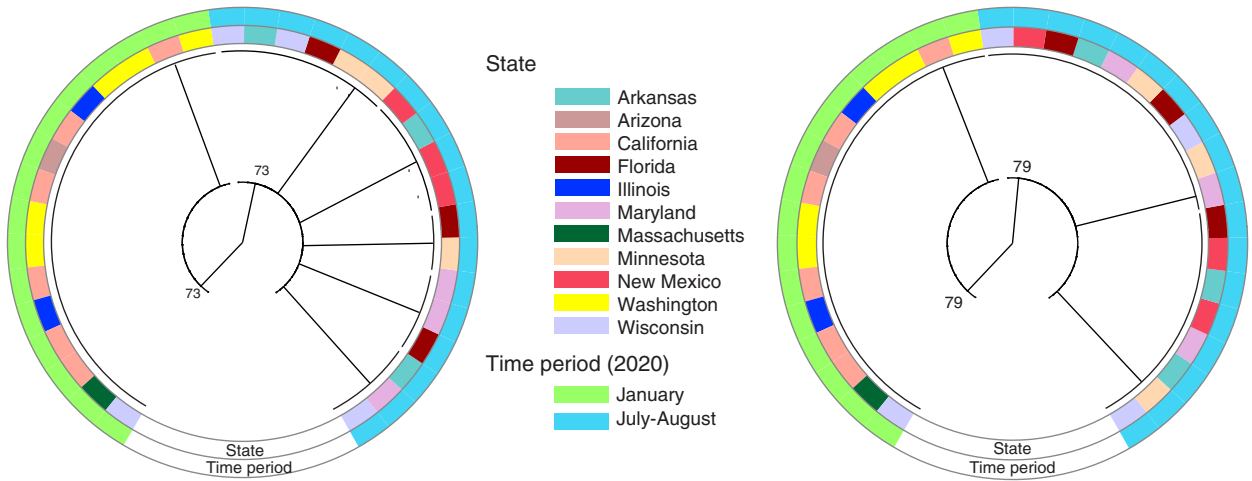 73
73
State
Time period
State
Arkansas
Arizona
California
Florida
Illinois
Maryland
Massachusetts
Minnesota
New Mexico
Washington
Wisconsin
Time period (2020)
January
July-August
79
79
State
Time period